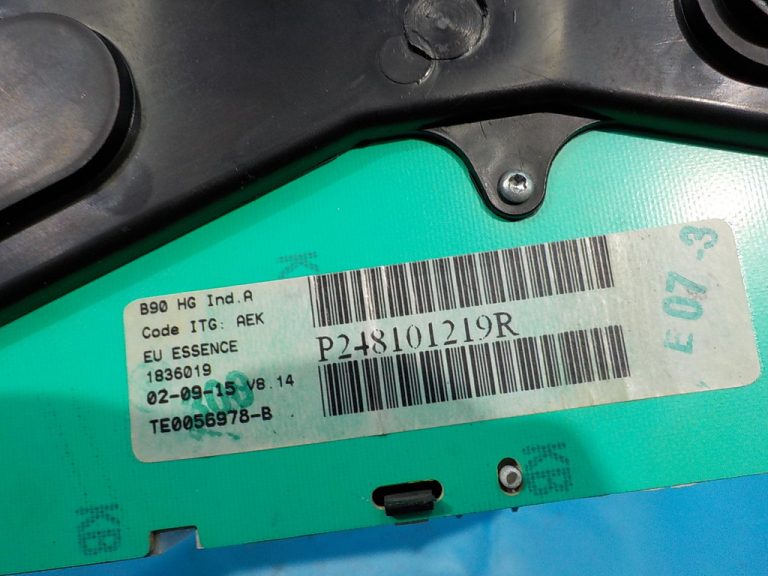 B90 HG Ind.A
Code ITG: AEK
EU ESSENCE
1836019
02-09-15 V8.14
TE0056978-B
P248101219R
E 07 -3
KB
KB